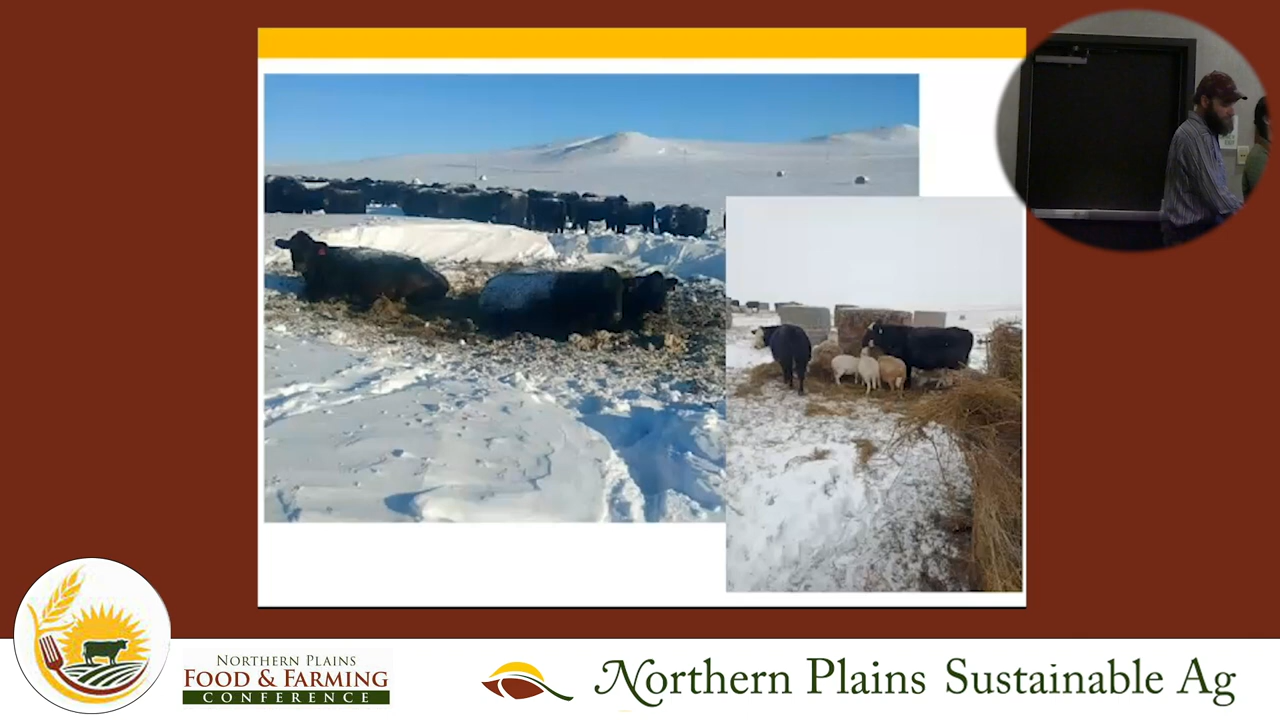 Northern Plains
Food & Farming
CONFERENCE
Northern Plains Sustainable Ag